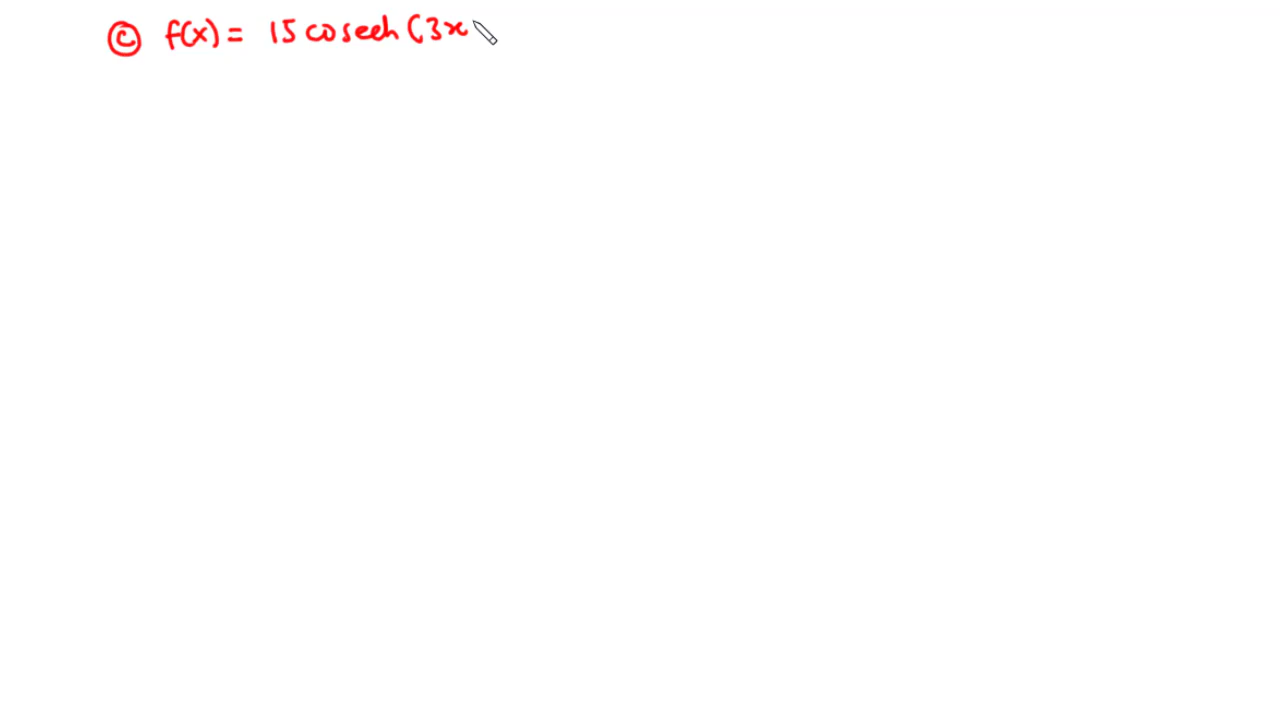 © f(x) = 15 cosech (3x